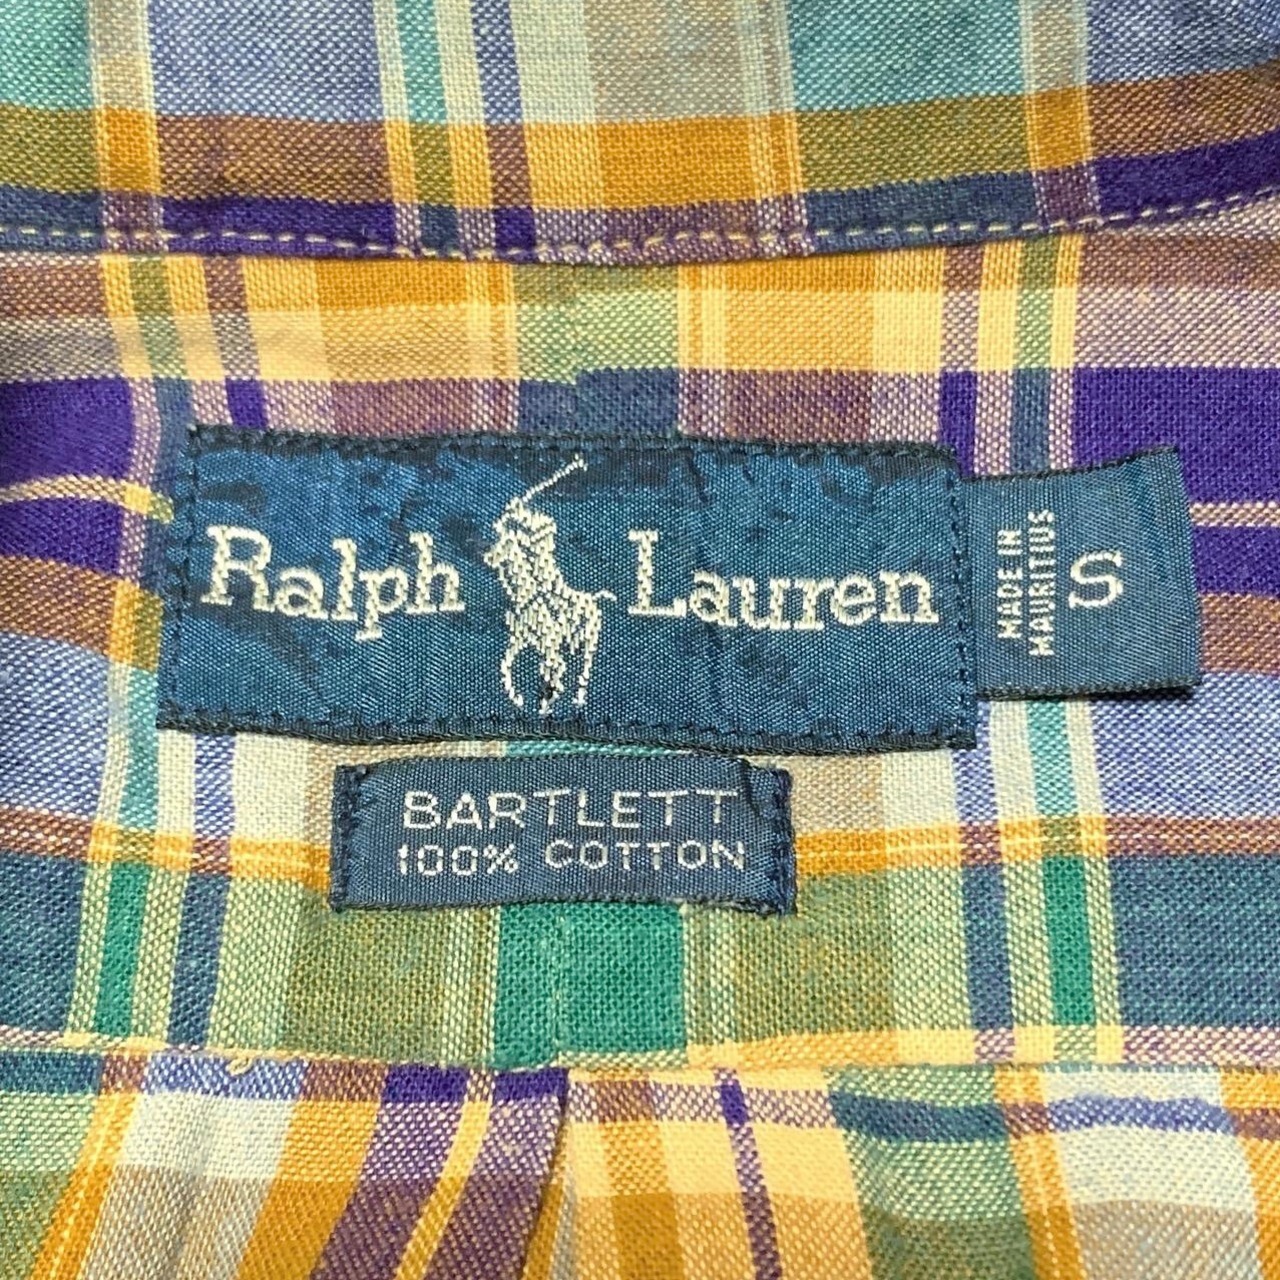 Ralph Lauren
MADE IN
MAURITIUS
S
BARTLETT
100% COTTON